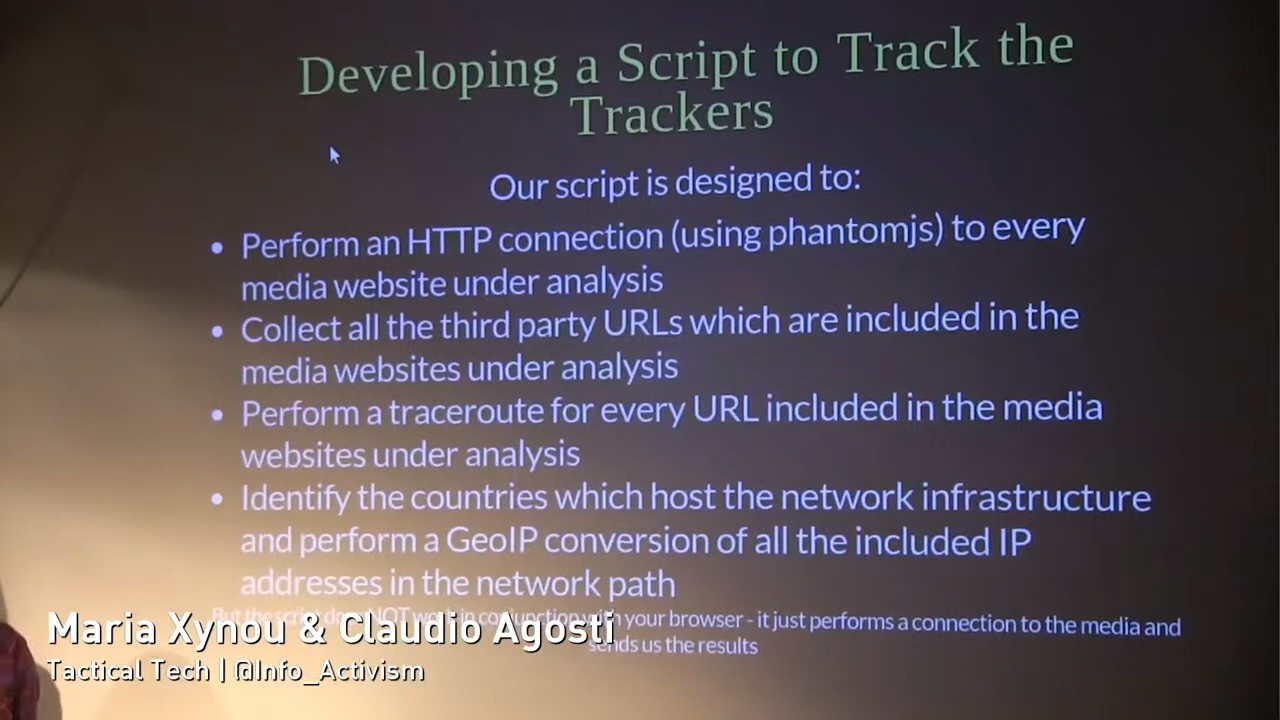 Developing a Script to Track the
Trackers
Our script is designed to:
• Perform an HTTP connection (using phantomjs) to every
media website under analysis
• Collect all the third party URLs which are included in the
media websites under analysis
• Perform a traceroute for every URL included in the media
websites under analysis
• Identify the countries which host the network infrastructure
and perform a GeoIP conversion of all the included IP
addresses in the network path
But the script does NOT work in conjunction with your browser - it just performs a connection to the media and
sends us the results
Maria Xynou & Claudio Agosti
Tactical Tech | @Info_Activism